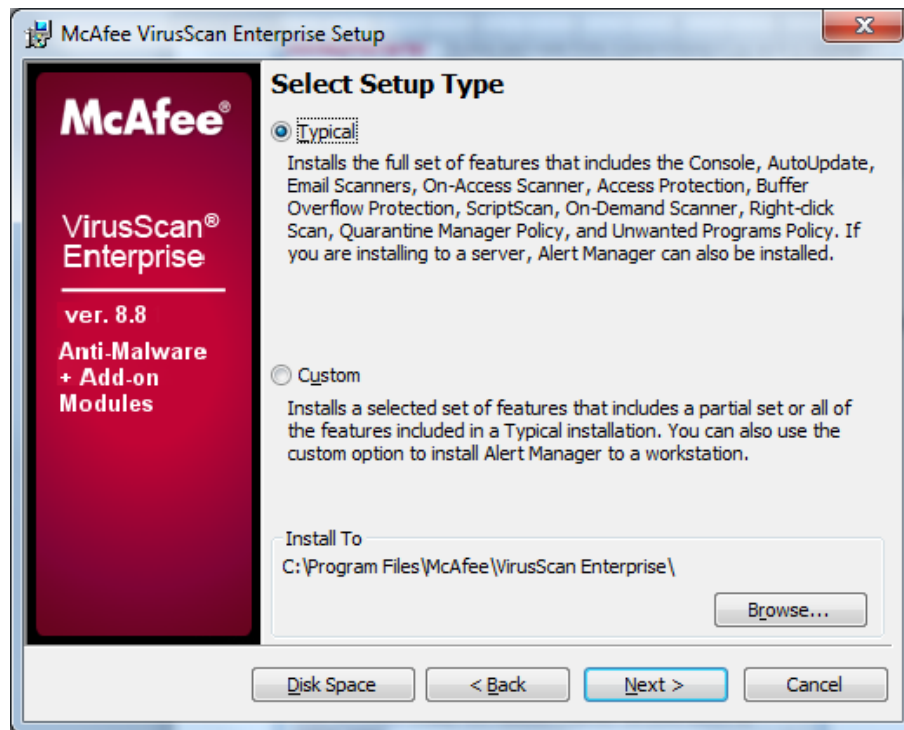 McAfee VirusScan Enterprise Setup
McAfee®
VirusScan®
Enterprise
ver. 8.8
Anti-Malware
+ Add-on
Modules
Select Setup Type
Typical
Installs the full set of features that includes the Console, AutoUpdate,
Email Scanners, On-Access Scanner, Access Protection, Buffer
Overflow Protection, ScriptScan, On-Demand Scanner, Right-click
Scan, Quarantine Manager Policy, and Unwanted Programs Policy. If
you are installing to a server, Alert Manager can also be installed.
Custom
Installs a selected set of features that includes a partial set or all of
the features included in a Typical installation. You can also use the
custom option to install Alert Manager to a workstation.
Install To
C:\Program Files\McAfee\VirusScan Enterprise\
Browse...
Disk Space
< Back
Next >
Cancel